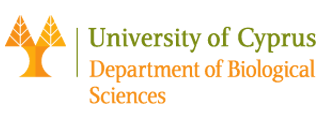 University of Cyprus
Department of Biological
Sciences